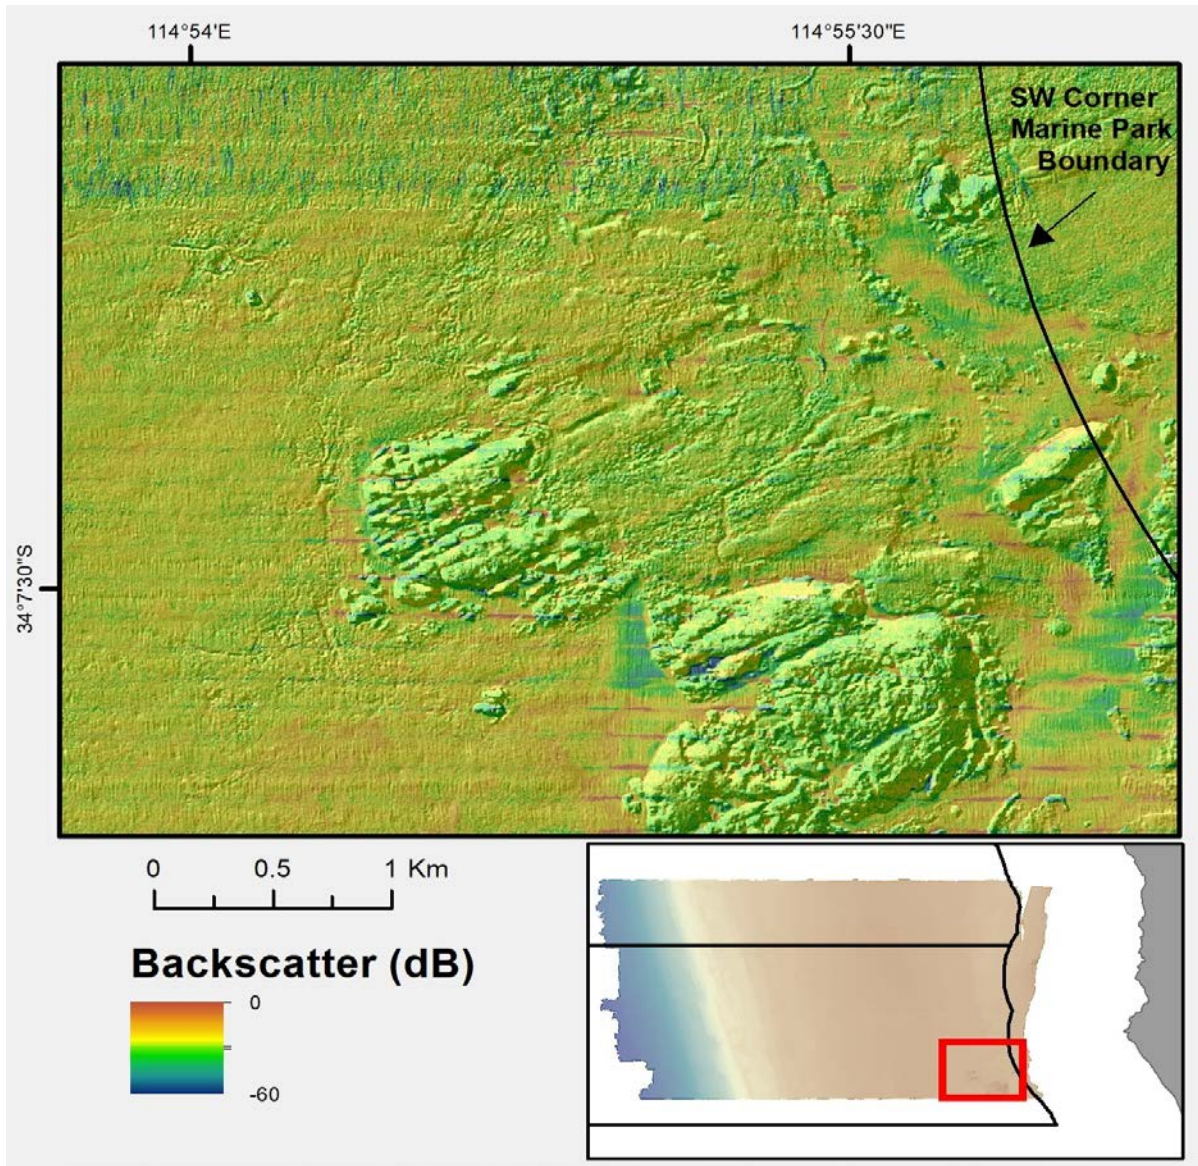 114°54'E
114°55'30"E
SW Corner
Marine Park
Boundary
34°7'30"S
0
0.5
1 Km
Backscatter (dB)
0
-60